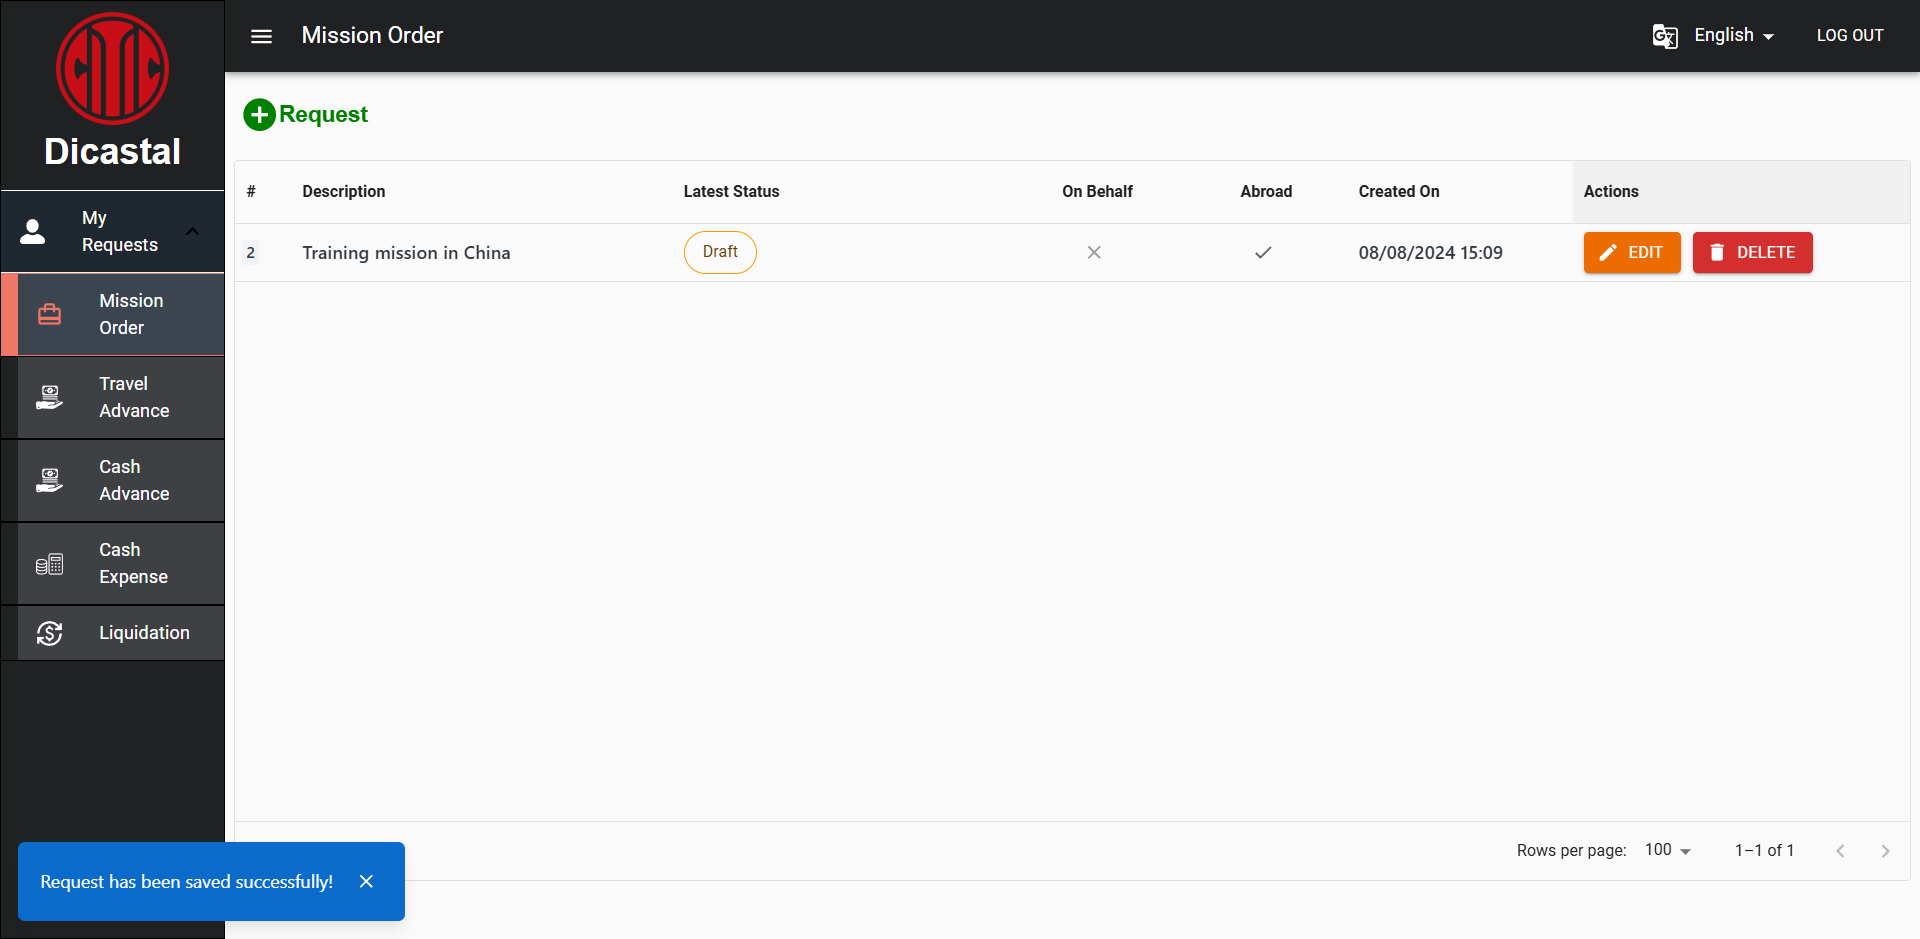 Dicastal
Mission Order
English
LOG OUT
Request
My
Requests
Mission
Order
Travel
Advance
Cash
Advance
Cash
Expense
Liquidation
# Description Latest Status On Behalf Abroad Created On Actions
2 Training mission in China Draft 08/08/2024 15:09 EDIT DELETE
Rows per page: 100 1–1 of 1
Request has been saved successfully!